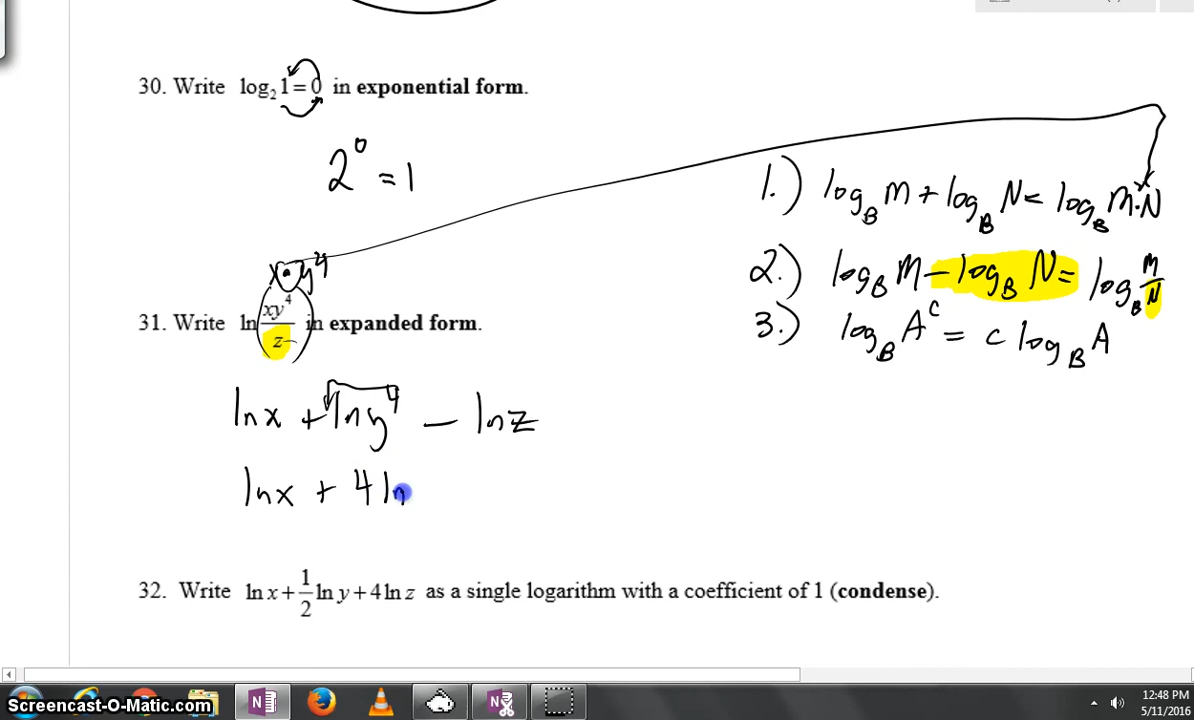 30. Write log₂ 1 = 0 in exponential form.
2⁰ = 1
1.) log_B M + log_B N = log_B M·N
2.) log_B M − log_B N = log_B M/N
3.) log_B A^C = C log_B A
x·y⁴
31. Write ln(xy⁴/z) in expanded form.
ln x + ln y⁴ − ln z
ln x + 4 ln
32. Write ln x + 1/2 ln y + 4 ln z as a single logarithm with a coefficient of 1 (condense).
Screencast-O-Matic.com
12:48 PM
5/11/2016